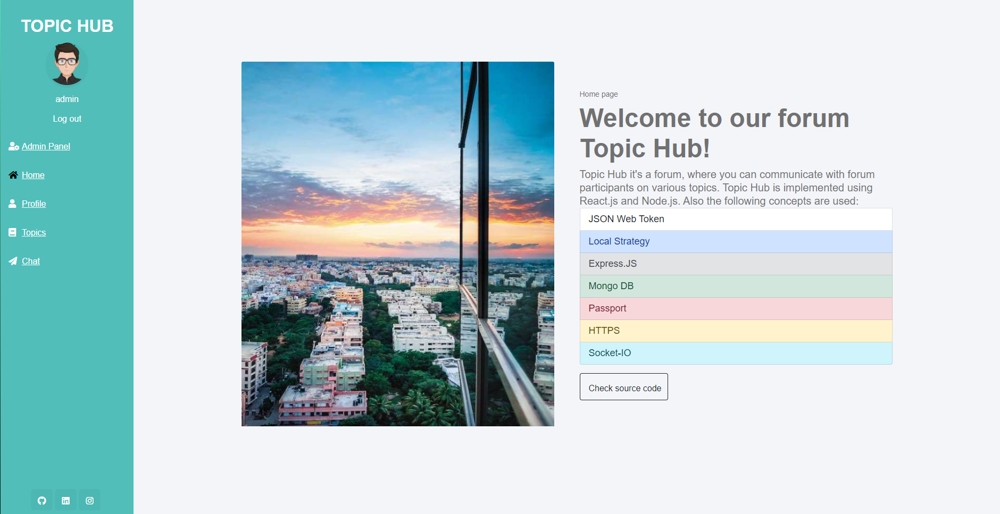 TOPIC HUB
admin
Log out
Admin Panel
Home
Profile
Topics
Chat
Home page
Welcome to our forum
Topic Hub!
Topic Hub it's a forum, where you can communicate with forum
participants on various topics. Topic Hub is implemented using
React.js and Node.js. Also the following concepts are used:
JSON Web Token
Local Strategy
Express.JS
Mongo DB
Passport
HTTPS
Socket-IO
Check source code